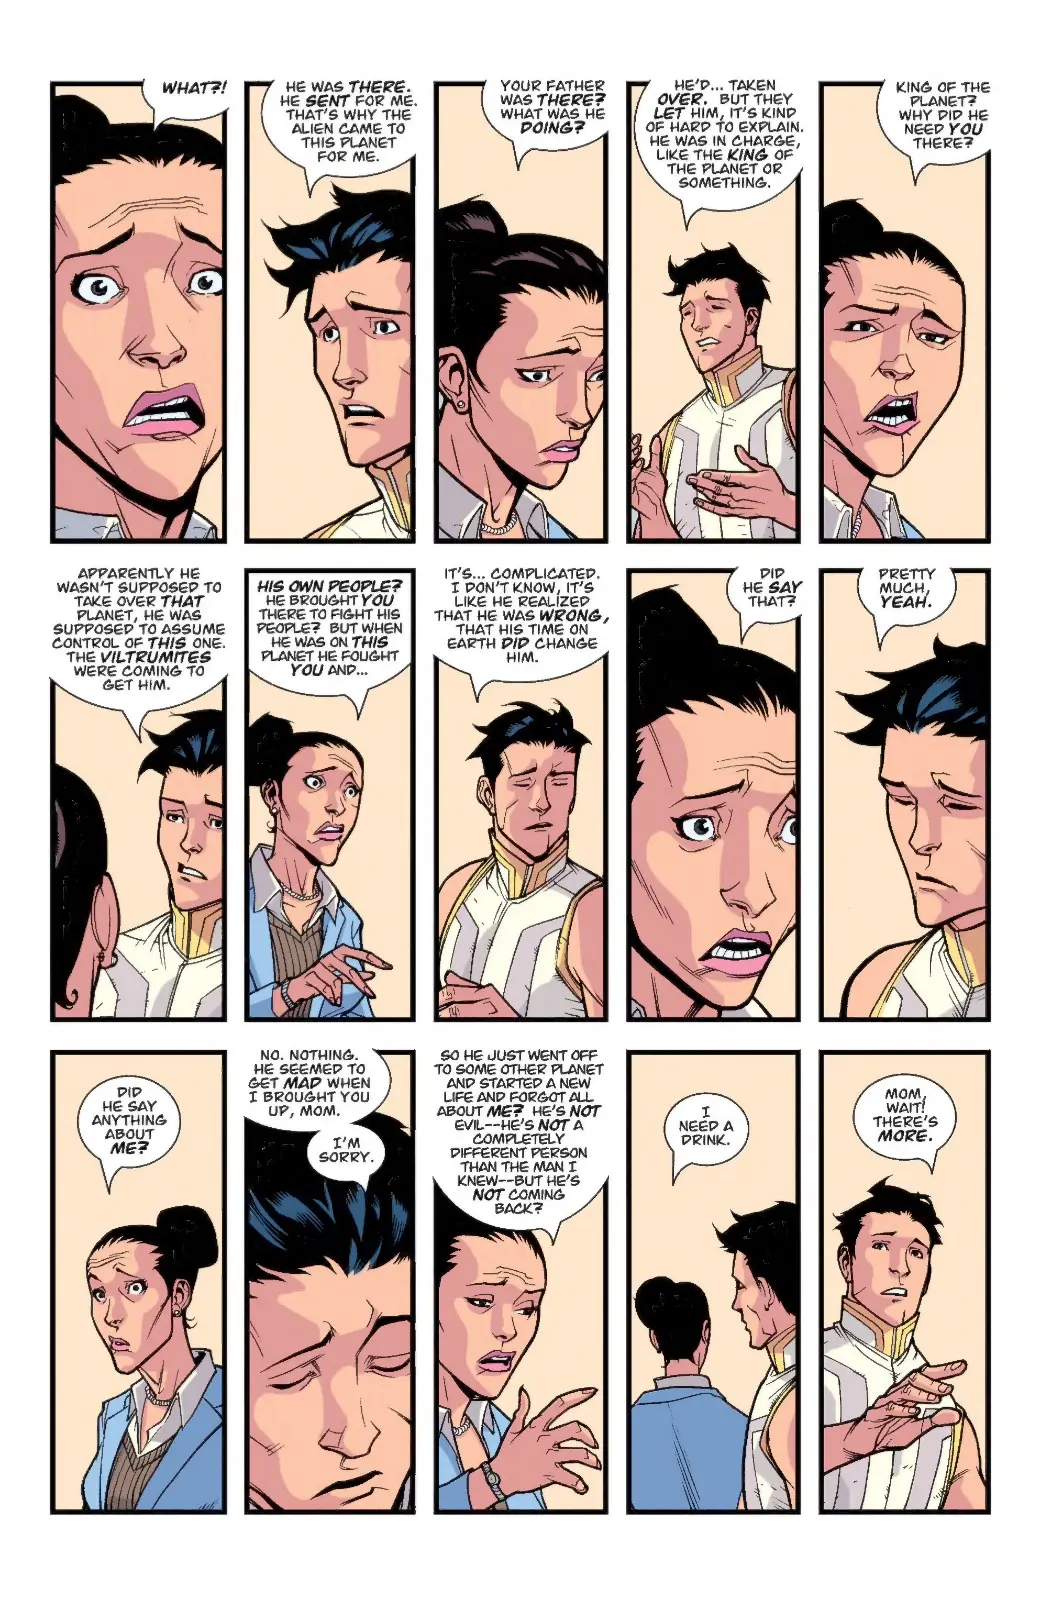 WHAT?!
HE WAS THERE.
HE SENT FOR ME.
THAT'S WHY THE
ALIEN CAME TO
THIS PLANET
FOR ME.
YOUR FATHER
WAS THERE?
WHAT WAS HE
DOING?
HE'D... TAKEN
OVER. BUT THEY
LET HIM, IT'S KIND
OF HARD TO EXPLAIN.
HE WAS IN CHARGE,
LIKE THE KING OF
THE PLANET OR
SOMETHING.
KING OF THE
PLANET?
WHY DID HE
NEED YOU
THERE?
APPARENTLY HE
WASN'T SUPPOSED TO
TAKE OVER THAT
PLANET, HE WAS
SUPPOSED TO ASSUME
CONTROL OF THIS ONE.
THE VILTRUMITES
WERE COMING TO
GET HIM.
HIS OWN PEOPLE?
HE BROUGHT YOU
THERE TO FIGHT HIS
PEOPLE? BUT WHEN
HE WAS ON THIS
PLANET HE FOUGHT
YOU AND...
IT'S... COMPLICATED.
I DON'T KNOW, IT'S
LIKE HE REALIZED
THAT HE WAS WRONG,
THAT HIS TIME ON
EARTH DID CHANGE
HIM.
DID
HE SAY
THAT?
PRETTY
MUCH,
YEAH.
DID
HE SAY
ANYTHING
ABOUT
ME?
NO. NOTHING.
HE SEEMED TO
GET MAD WHEN
I BROUGHT YOU
UP, MOM.
I'M
SORRY.
SO HE JUST WENT OFF
TO SOME OTHER PLANET
AND STARTED A NEW
LIFE AND FORGOT ALL
ABOUT ME? HE'S NOT
EVIL--HE'S NOT A
COMPLETELY
DIFFERENT PERSON
THAN THE MAN I
KNEW--BUT HE'S
NOT COMING
BACK?
I
NEED A
DRINK.
MOM,
WAIT!
THERE'S
MORE.